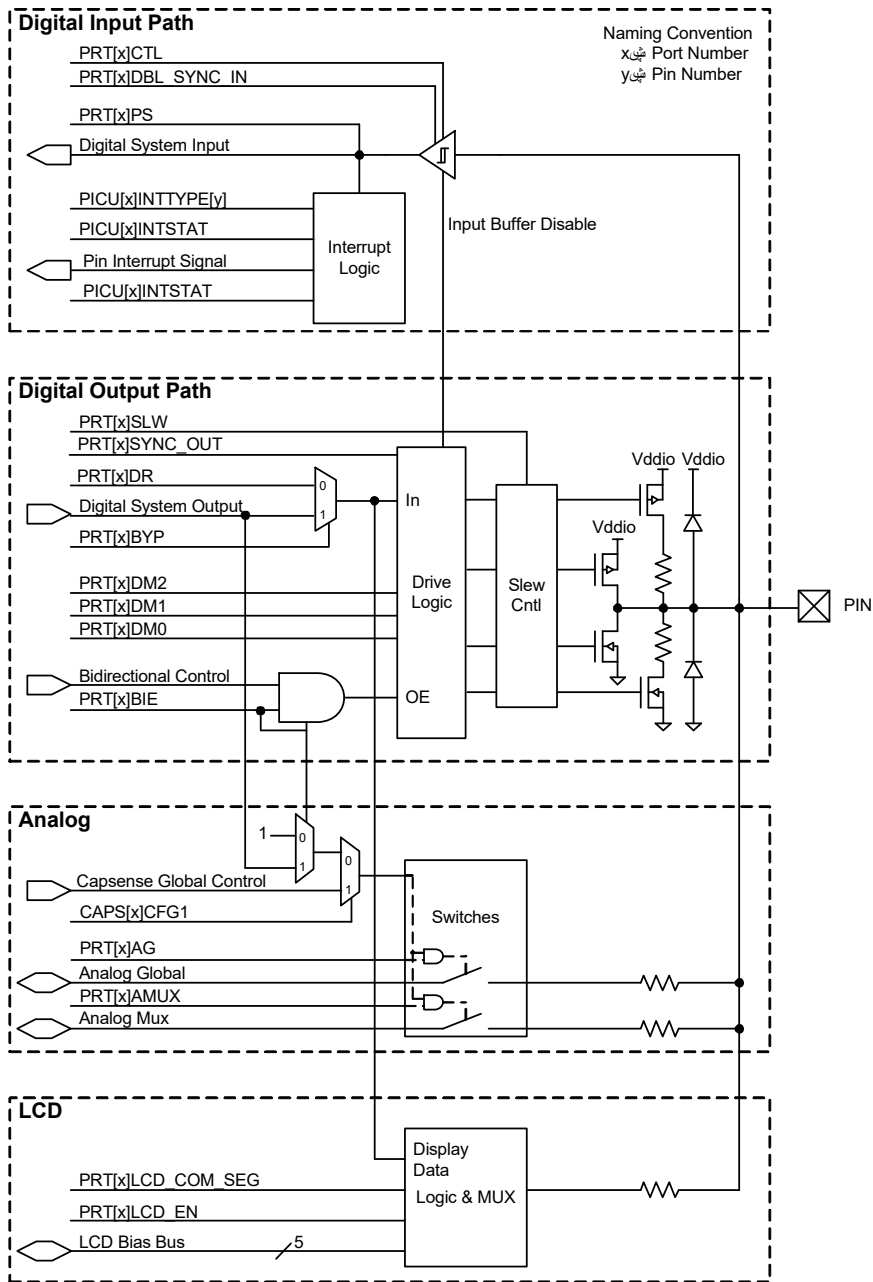 Digital Input Path
Naming Convention
x Port Number
y Pin Number
PRT[x]CTL
PRT[x]DBL_SYNC_IN
PRT[x]PS
Digital System Input
PICU[x]INTTYPE[y]
PICU[x]INTSTAT
Pin Interrupt Signal
PICU[x]INTSTAT
Interrupt
Logic
Input Buffer Disable
Digital Output Path
PRT[x]SLW
PRT[x]SYNC_OUT
PRT[x]DR
Digital System Output
PRT[x]BYP
0
1
PRT[x]DM2
PRT[x]DM1
PRT[x]DM0
Bidirectional Control
PRT[x]BIE
In
Drive
Logic
OE
Slew
Cntl
Vddio Vddio
Vddio
PIN
Analog
1
0
1
0
1
Capsense Global Control
CAPS[x]CFG1
Switches
PRT[x]AG
Analog Global
PRT[x]AMUX
Analog Mux
LCD
Display
Data
Logic & MUX
PRT[x]LCD_COM_SEG
PRT[x]LCD_EN
LCD Bias Bus
5